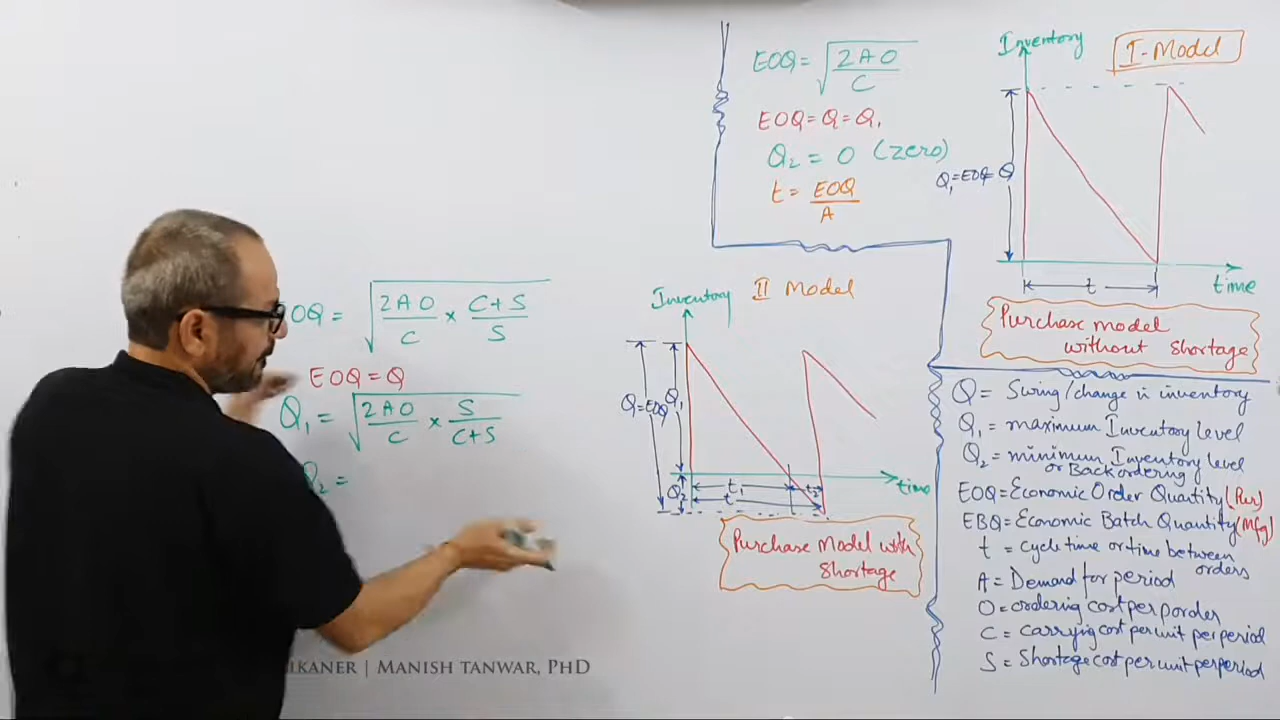 OQ = √(2AO/C × (C+S)/S)
EOQ = Q
Q₁ = √(2AO/C × S/(C+S))
Q₂ =
IKANER | MANISH TANWAR, PHD
EOQ = √(2AO/C)
EOQ = Q = Q₁
Q₂ = 0 (zero)
t = EOQ/A
Inventory
I-Model
Q₁=EOQ=Q
t
time
Purchase model
without shortage
Inventory
II Model
Q=EOQ
Q₁
Q₂
t₁
t₂
t
time
Purchase Model with
shortage
Q = Swing/change in inventory
Q₁ = maximum Inventory level
Q₂ = minimum Inventory level
or Backordering
EOQ = Economic Order Quantity (Pur)
EBQ = Economic Batch Quantity (Mfg)
t = cycle time or time between
orders
A = Demand for period
O = ordering cost per porder
C = carrying cost per unit per period
S = Shortage cost per unit per period